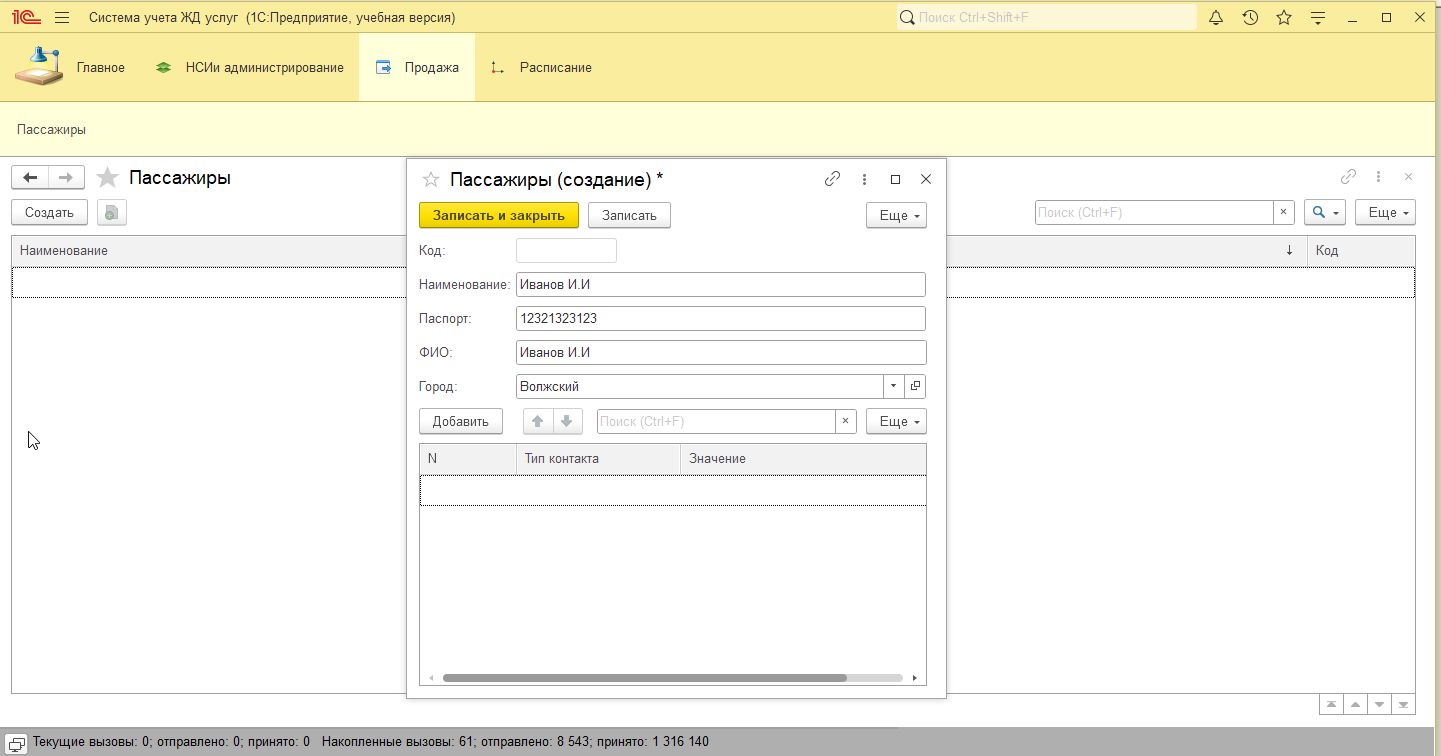 1С Система учета ЖД услуг (1С:Предприятие, учебная версия) Поиск Ctrl+Shift+F
Главное НСИи администрирование Продажа Расписание
Пассажиры
Пассажиры
Создать Поиск (Ctrl+F) × Еще
Наименование Код
Пассажиры (создание) *
Записать и закрыть Записать Еще
Код:
Наименование: Иванов И.И
Паспорт: 12321323123
ФИО: Иванов И.И
Город: Волжский
Добавить Поиск (Ctrl+F) × Еще
N Тип контакта Значение
Текущие вызовы: 0; отправлено: 0; принято: 0 Накопленные вызовы: 61; отправлено: 8 543; принято: 1 316 140